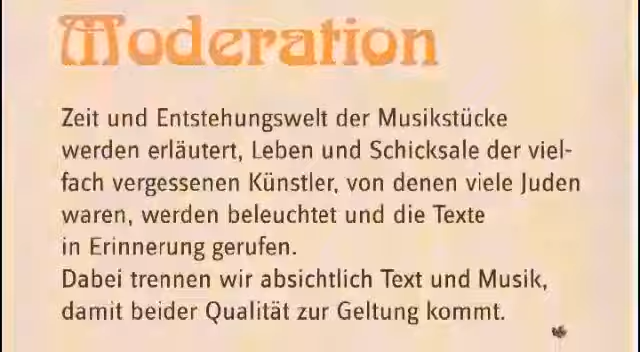 Moderation
Zeit und Entstehungswelt der Musikstücke
werden erläutert, Leben und Schicksale der viel-
fach vergessenen Künstler, von denen viele Juden
waren, werden beleuchtet und die Texte
in Erinnerung gerufen.
Dabei trennen wir absichtlich Text und Musik,
damit beider Qualität zur Geltung kommt.